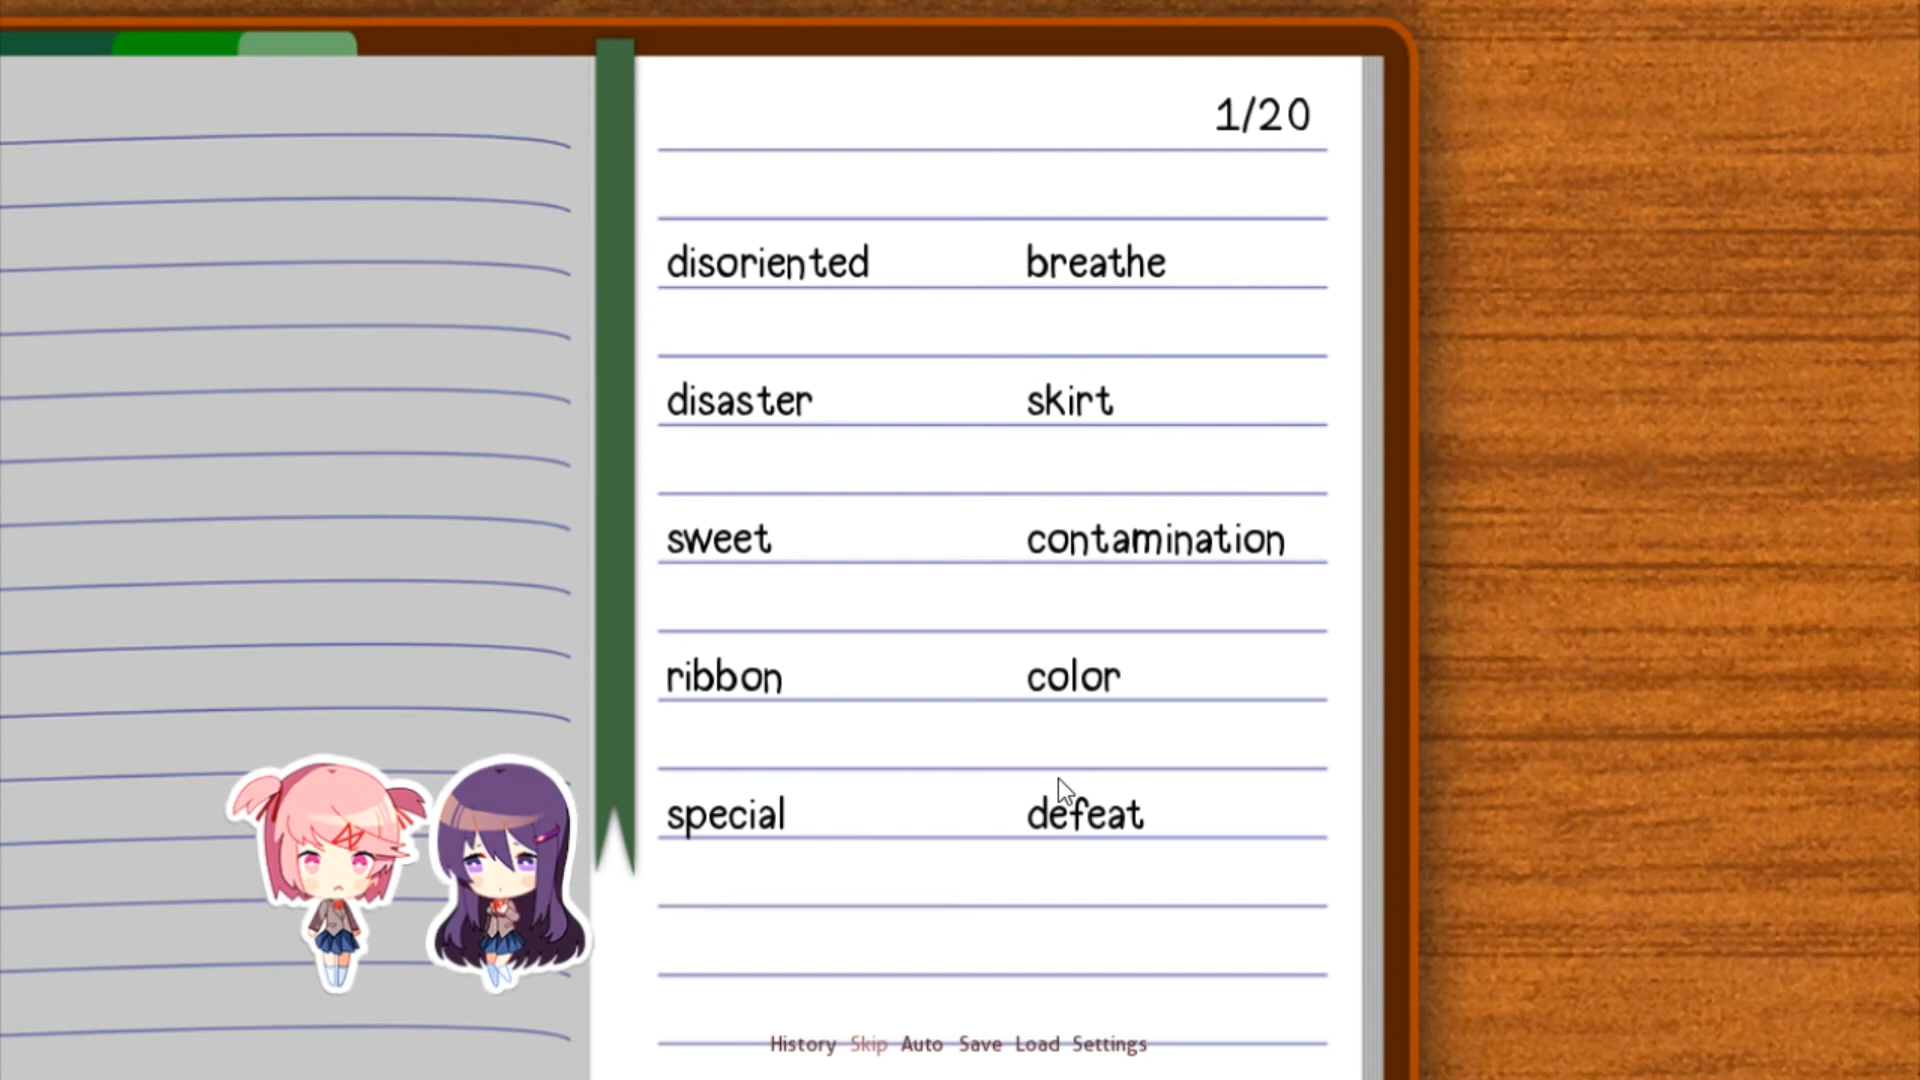 1/20
disoriented breathe
disaster skirt
sweet contamination
ribbon color
special defeat
History Skip Auto Save Load Settings